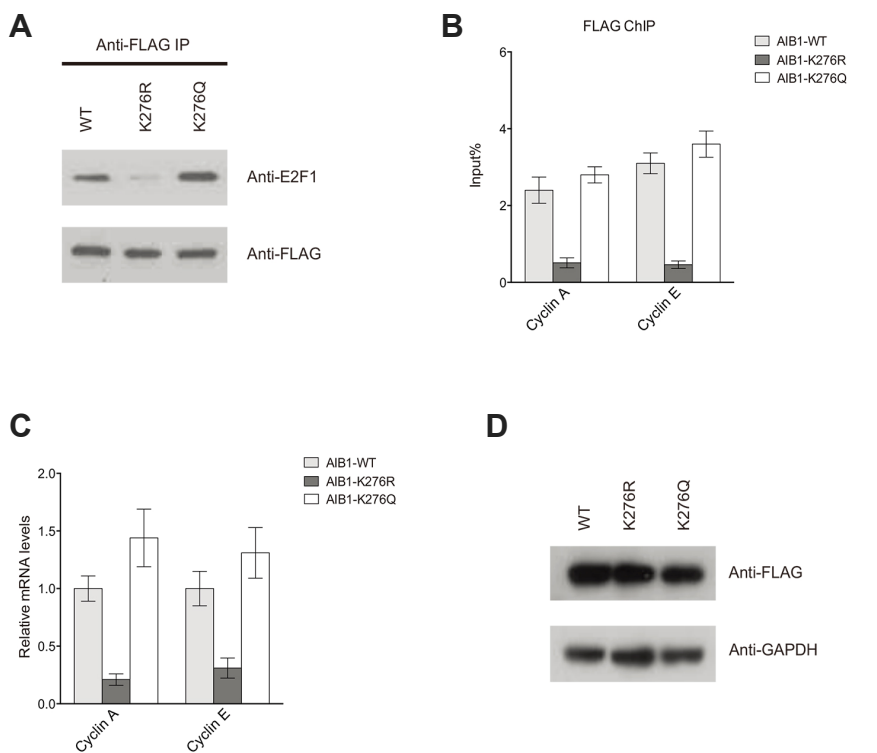 A
Anti-FLAG IP
WT
K276R
K276Q
Anti-E2F1
Anti-FLAG
B
FLAG ChIP
AIB1-WT
AIB1-K276R
AIB1-K276Q
Input%
6
4
2
0
Cyclin A
Cyclin E
C
AIB1-WT
AIB1-K276R
AIB1-K276Q
Relative mRNA levels
2.0
1.5
1.0
0.5
0.0
Cyclin A
Cyclin E
D
WT
K276R
K276Q
Anti-FLAG
Anti-GAPDH